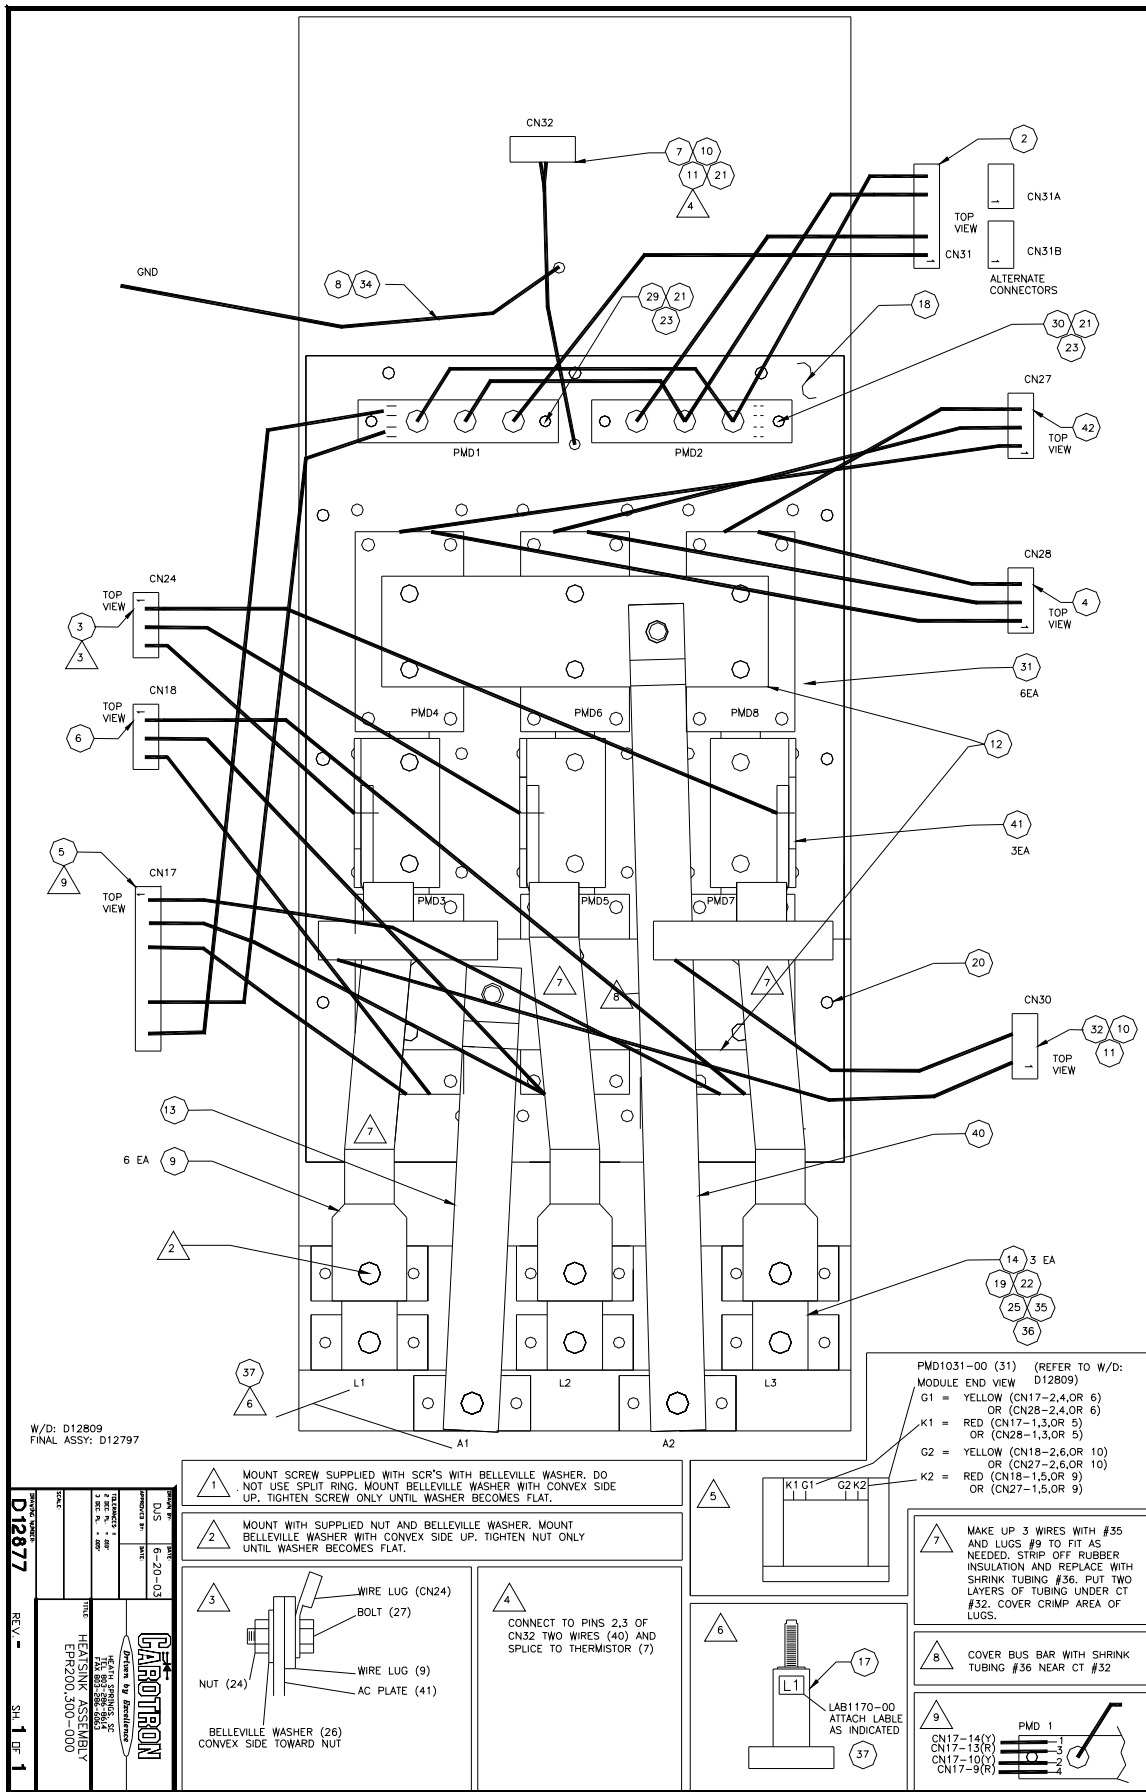 CN32
7 10
11 21
4
2
CN31A
TOP
VIEW
CN31
CN31B
ALTERNATE
CONNECTORS
GND
8 34
29 21
23
18
30 21
23
CN27
42
TOP
VIEW
PMD1
PMD2
CN28
4
TOP
VIEW
CN24
TOP
VIEW
3
3
31
6EA
CN18
TOP
VIEW
6
PMD4
PMD6
PMD8
12
41
3EA
5
9
CN17
TOP
VIEW
PMD3
PMD5
PMD7
20
7
8
7
CN30
32 10
11
TOP
VIEW
13
7
40
6 EA 9
2
14 3 EA
19 22
25 35
36
37
6
L1
L2
L3
A1
A2
W/D: D12809
FINAL ASSY: D12797
PMD1031-00 (31) (REFER TO W/D:
D12809)
MODULE END VIEW
G1 = YELLOW (CN17-2,4,OR 6)
OR (CN28-2,4,OR 6)
K1 = RED (CN17-1,3,OR 5)
OR (CN28-1,3,OR 5)
G2 = YELLOW (CN18-2,6,OR 10)
OR (CN27-2,6,OR 10)
K2 = RED (CN18-1,5,OR 9)
OR (CN27-1,5,OR 9)
5
K1 G1 G2 K2
1
MOUNT SCREW SUPPLIED WITH SCR'S WITH BELLEVILLE WASHER. DO
NOT USE SPLIT RING. MOUNT BELLEVILLE WASHER WITH CONVEX SIDE
UP. TIGHTEN SCREW ONLY UNTIL WASHER BECOMES FLAT.
2
MOUNT WITH SUPPLIED NUT AND BELLEVILLE WASHER. MOUNT
BELLEVILLE WASHER WITH CONVEX SIDE UP. TIGHTEN NUT ONLY
UNTIL WASHER BECOMES FLAT.
3
WIRE LUG (CN24)
BOLT (27)
WIRE LUG (9)
AC PLATE (41)
NUT (24)
BELLEVILLE WASHER (26)
CONVEX SIDE TOWARD NUT
4
CONNECT TO PINS 2,3 OF
CN32 TWO WIRES (40) AND
SPLICE TO THERMISTOR (7)
6
L1
17
LAB1170-00
ATTACH LABLE
AS INDICATED
37
7
MAKE UP 3 WIRES WITH #35
AND LUGS #9 TO FIT AS
NEEDED. STRIP OFF RUBBER
INSULATION AND REPLACE WITH
SHRINK TUBING #36. PUT TWO
LAYERS OF TUBING UNDER CT
#32. COVER CRIMP AREA OF
LUGS.
8
COVER BUS BAR WITH SHRINK
TUBING #36 NEAR CT #32
9
PMD 1
CN17-14(Y) 1
CN17-13(R) 3
CN17-10(Y) 2
CN17-9(R) 4
DRAWN BY:
DJS
DATE:
6-20-03
APPROVED BY:
DATE:
SCALE:
CAROTRON
Driven by Excellence
HEATH SPRINGS, SC
TITLE:
HEATSINK ASSEMBLY
EPR200,300-000
DRAWING NUMBER:
D12877
REV. -
SH. 1 OF 1